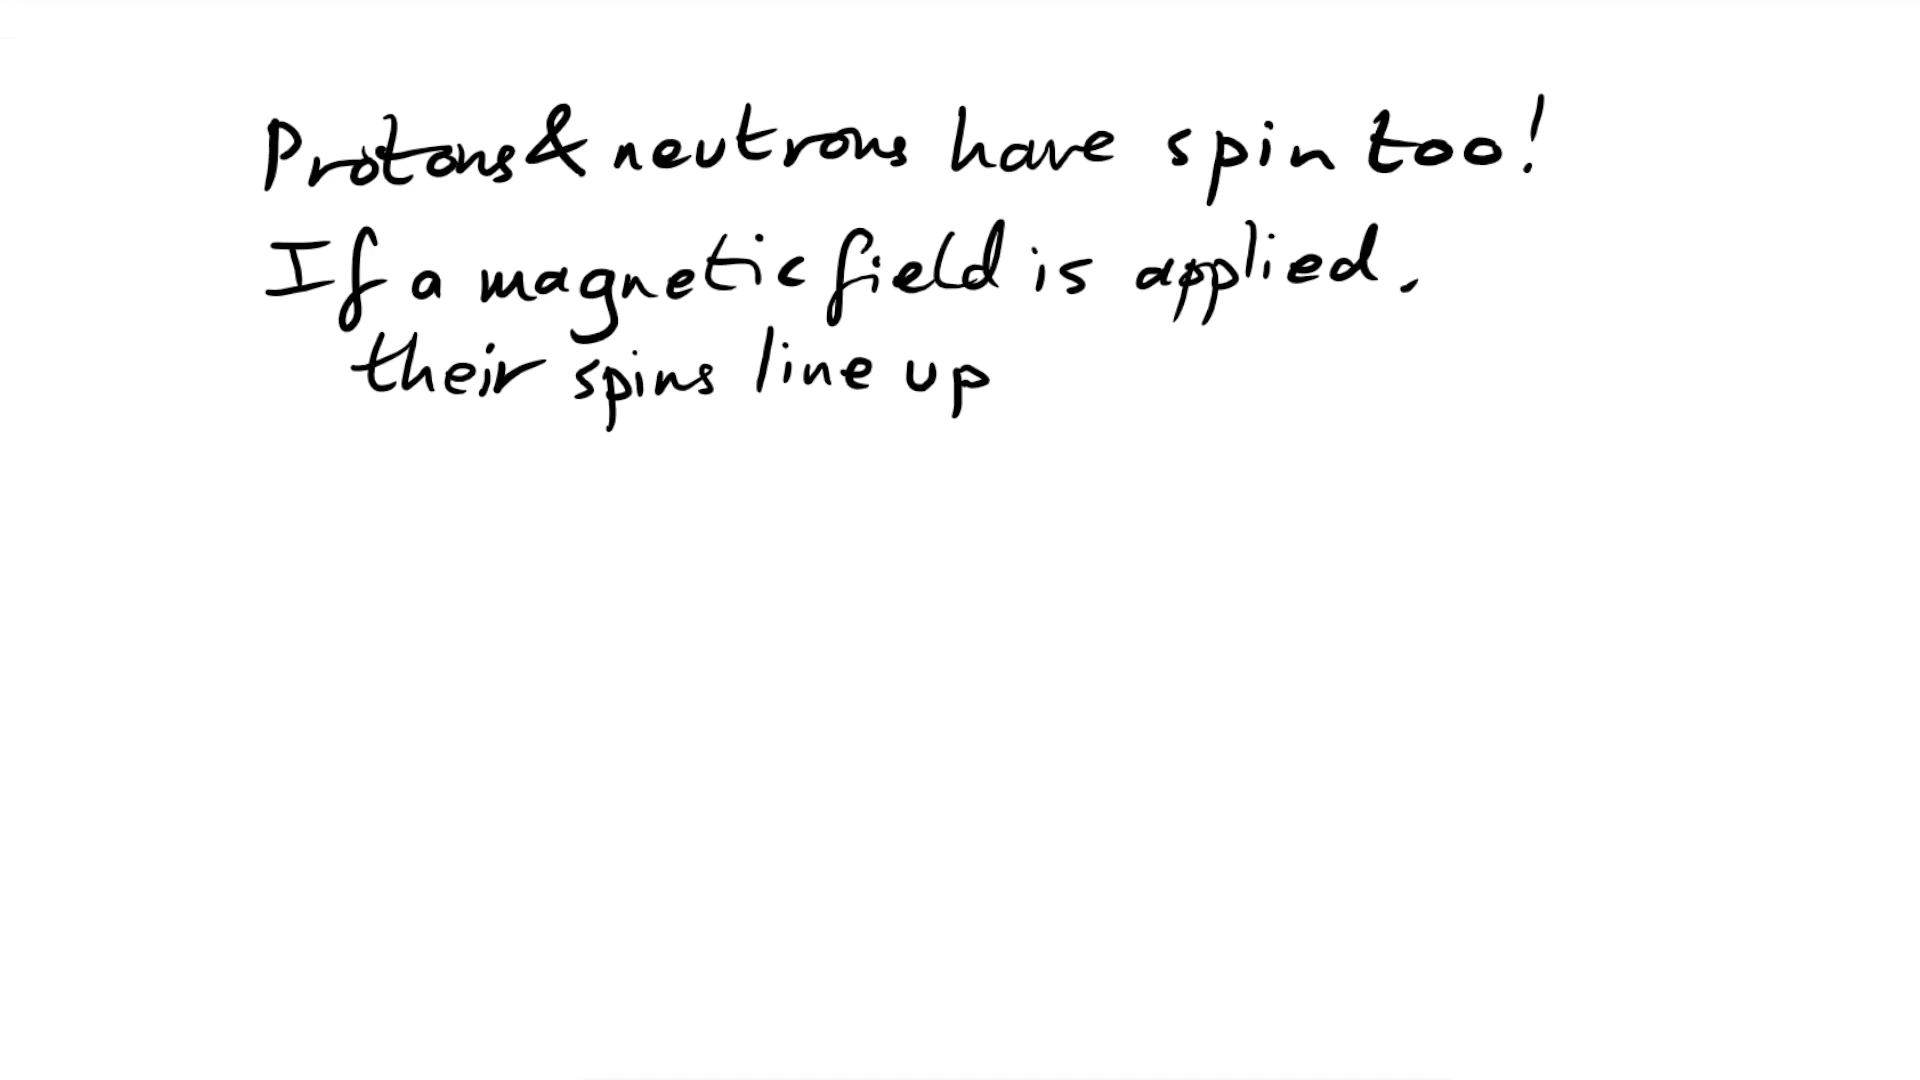 Protons & neutrons have spin too!
If a magnetic field is applied,
their spins line up